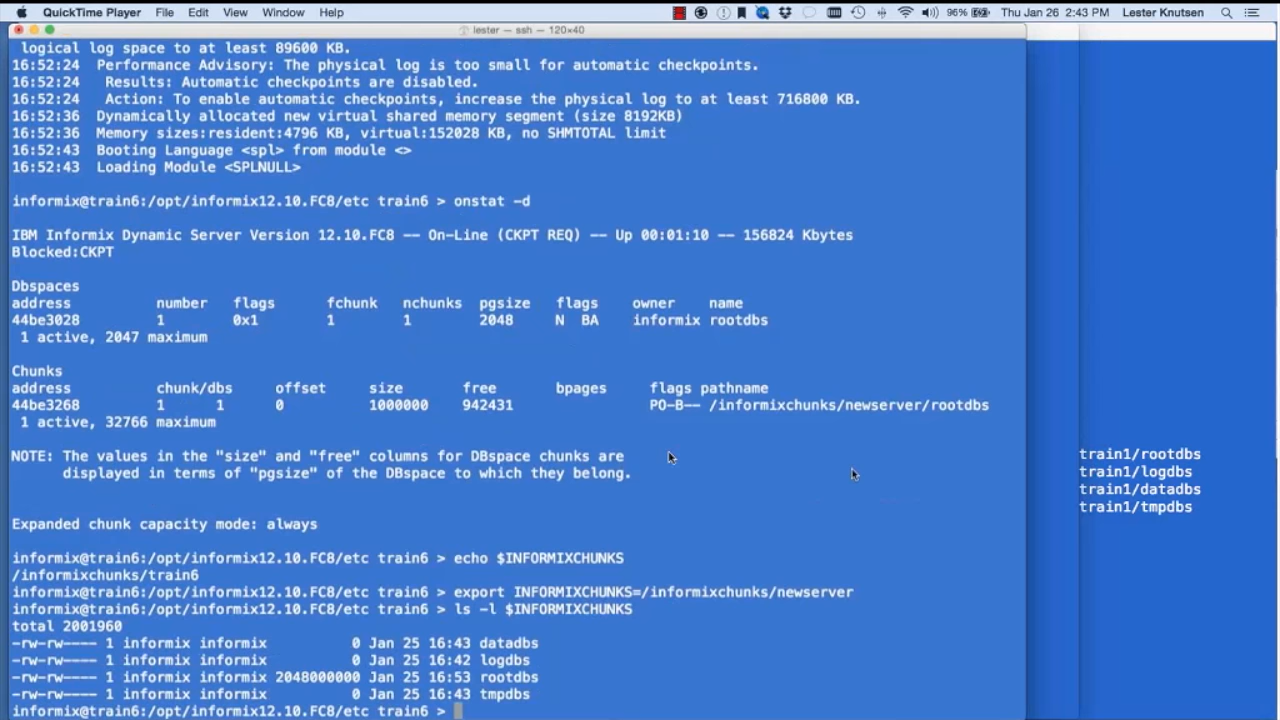 QuickTime Player File Edit View Window Help 96% Thu Jan 26 2:43 PM Lester Knutsen
lester — ssh — 120×40
logical log space to at least 89600 KB.
16:52:24  Performance Advisory: The physical log is too small for automatic checkpoints.
16:52:24   Results: Automatic checkpoints are disabled.
16:52:24   Action: To enable automatic checkpoints, increase the physical log to at least 716800 KB.
16:52:36  Dynamically allocated new virtual shared memory segment (size 8192KB)
16:52:36  Memory sizes:resident:4796 KB, virtual:152028 KB, no SHMTOTAL limit
16:52:43  Booting Language <spl> from module <>
16:52:43  Loading Module <SPLNULL>
informix@train6:/opt/informix12.10.FC8/etc train6 > onstat -d
IBM Informix Dynamic Server Version 12.10.FC8 -- On-Line (CKPT REQ) -- Up 00:01:10 -- 156824 Kbytes
Blocked:CKPT
Dbspaces
address number flags fchunk nchunks pgsize flags owner name
44be3028 1 0x1 1 1 2048 N BA informix rootdbs
1 active, 2047 maximum
Chunks
address chunk/dbs offset size free bpages flags pathname
44be3268 1 1 0 1000000 942431 PO-B-- /informixchunks/newserver/rootdbs
1 active, 32766 maximum
NOTE: The values in the "size" and "free" columns for DBspace chunks are
displayed in terms of "pgsize" of the DBspace to which they belong.
train1/rootdbs
train1/logdbs
train1/datadbs
train1/tmpdbs
Expanded chunk capacity mode: always
informix@train6:/opt/informix12.10.FC8/etc train6 > echo $INFORMIXCHUNKS
/informixchunks/train6
informix@train6:/opt/informix12.10.FC8/etc train6 > export INFORMIXCHUNKS=/informixchunks/newserver
informix@train6:/opt/informix12.10.FC8/etc train6 > ls -l $INFORMIXCHUNKS
total 2001960
-rw-rw---- 1 informix informix 0 Jan 25 16:43 datadbs
-rw-rw---- 1 informix informix 0 Jan 25 16:42 logdbs
-rw-rw---- 1 informix informix 2048000000 Jan 25 16:53 rootdbs
-rw-rw---- 1 informix informix 0 Jan 25 16:43 tmpdbs
informix@train6:/opt/informix12.10.FC8/etc train6 >